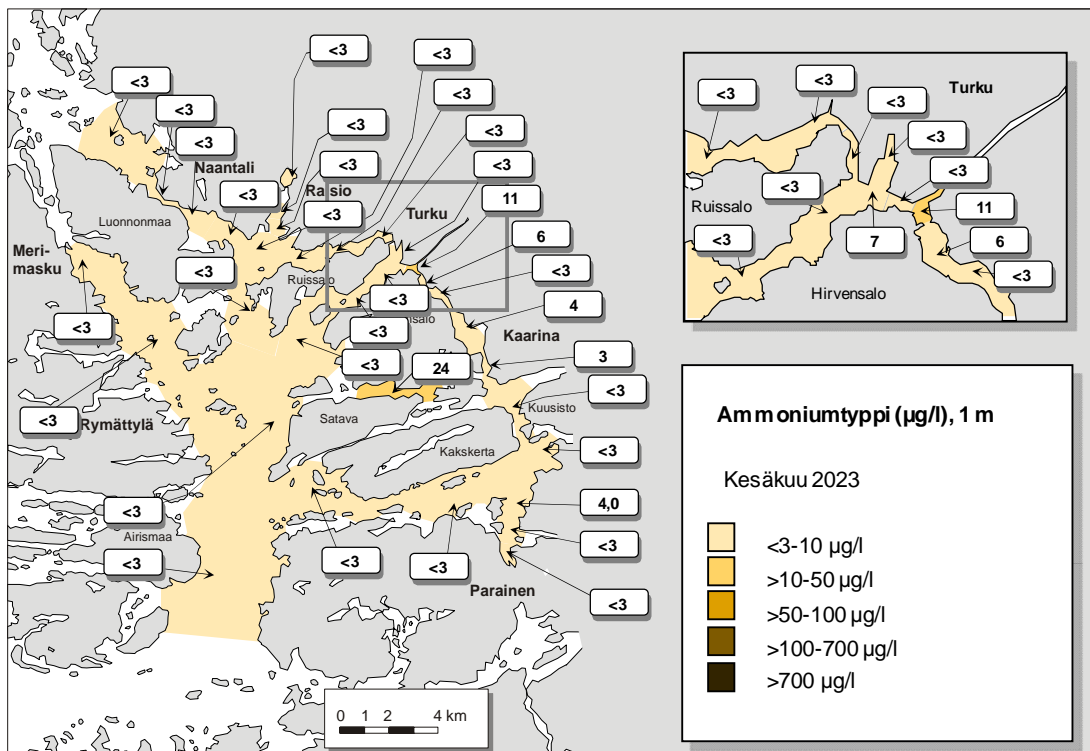 <3
<3
<3
<3
<3
Naantali
<3
<3
Raisio
<3
<3
<3
<3
<3
<3
Turku
11
6
<3
4
Kaarina
3
<3
Kuusisto
<3
4,0
<3
<3
Luonnonmaa
Meri-
masku
<3
Ruissalo
<3
<3
<3
<3
24
Satava
Kakskerta
<3
Rymättylä
<3
Airismaa
<3
<3
<3
Parainen
0 1 2 4 km
<3
<3
<3
Turku
<3
<3
<3
11
Ruissalo
<3
7
6
<3
Hirvensalo
Ammoniumtyppi (µg/l), 1 m
Kesäkuu 2023
<3-10 µg/l
>10-50 µg/l
>50-100 µg/l
>100-700 µg/l
>700 µg/l